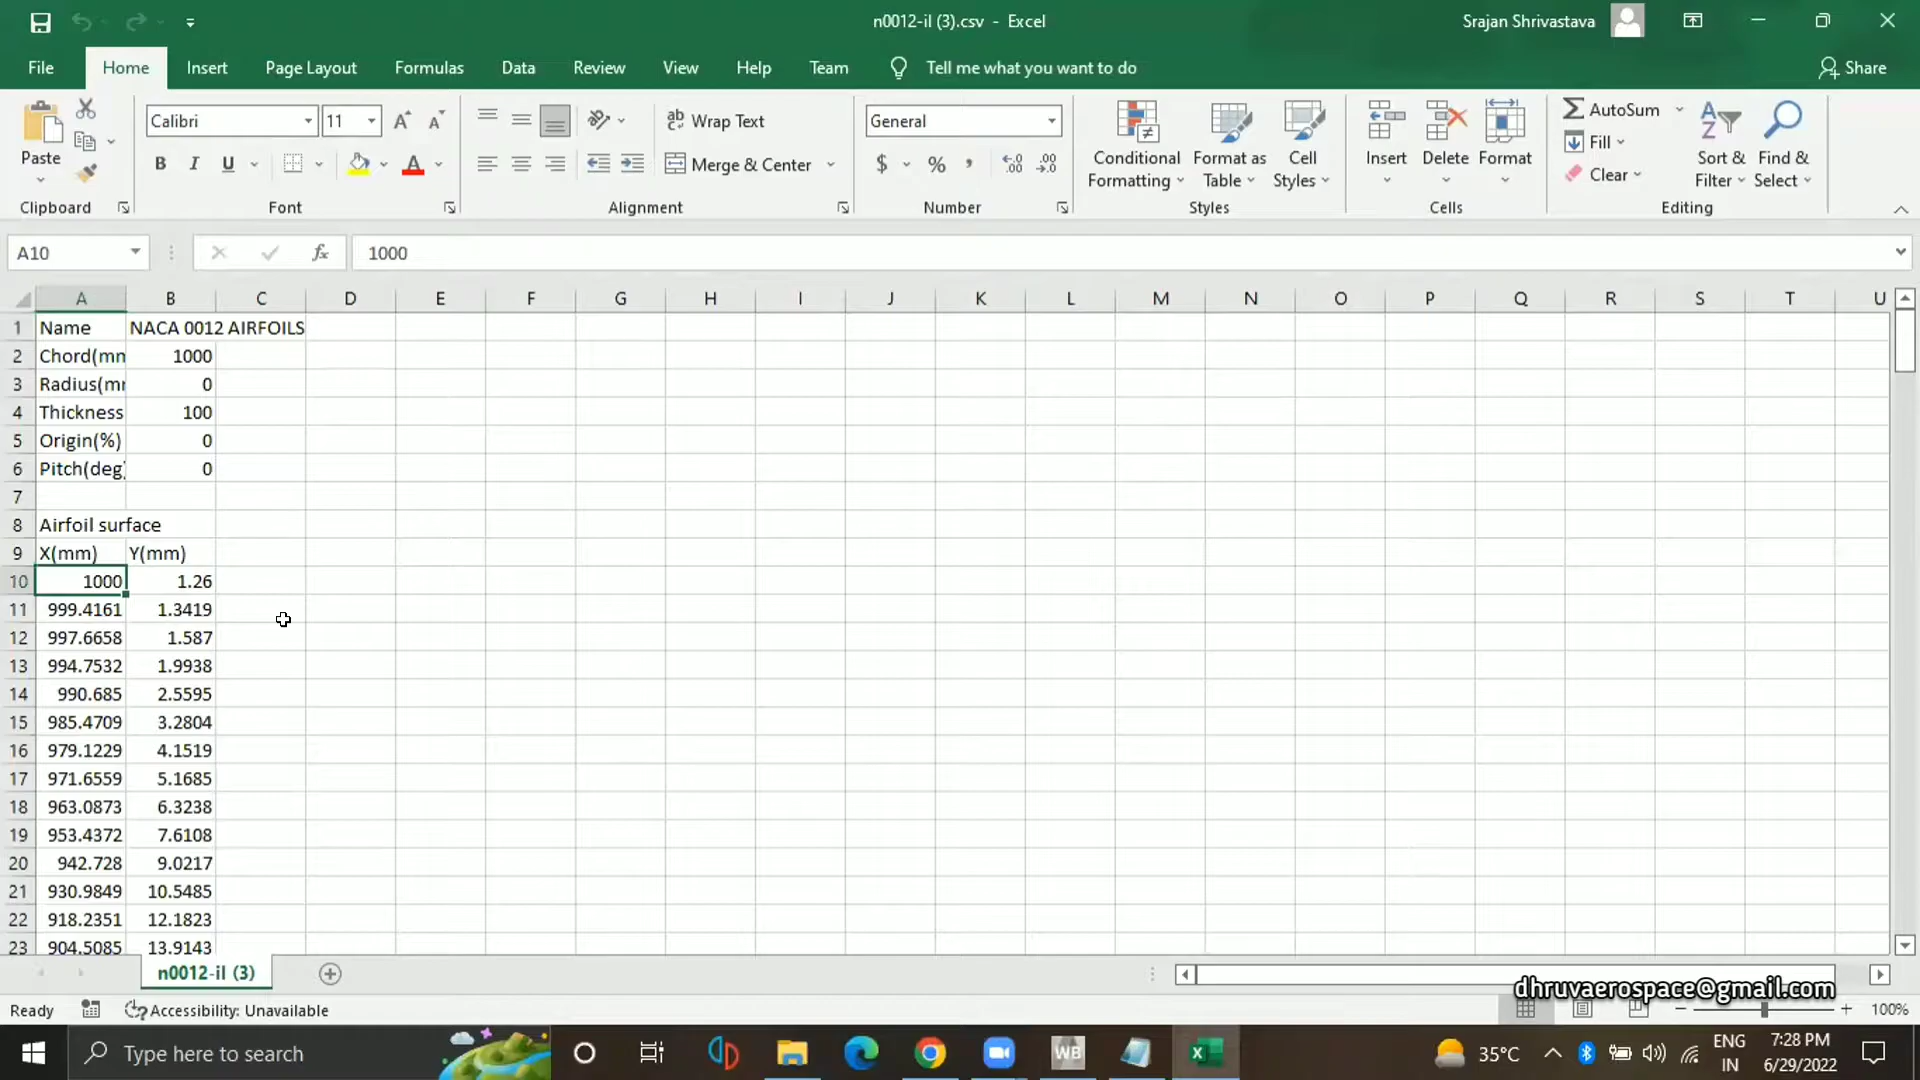 n0012-il (3).csv - Excel
Srajan Shrivastava
File Home Insert Page Layout Formulas Data Review View Help Team Tell me what you want to do Share
Paste
Clipboard
Calibri 11
B I U A
Font
ab Wrap Text
Merge & Center
Alignment
General
$ % ,
Number
Conditional Formatting
Format as Table
Cell Styles
Styles
Insert Delete Format
Cells
AutoSum
Fill
Clear
Sort & Filter
Find & Select
Editing
A10 fx 1000
A B C D E F G H I J K L M N O P Q R S T U
1 Name NACA 0012 AIRFOILS
2 Chord(mm 1000
3 Radius(mm 0
4 Thickness 100
5 Origin(%) 0
6 Pitch(deg) 0
7
8 Airfoil surface
9 X(mm) Y(mm)
10 1000 1.26
11 999.4161 1.3419
12 997.6658 1.587
13 994.7532 1.9938
14 990.685 2.5595
15 985.4709 3.2804
16 979.1229 4.1519
17 971.6559 5.1685
18 963.0873 6.3238
19 953.4372 7.6108
20 942.728 9.0217
21 930.9849 10.5485
22 918.2351 12.1823
23 904.5085 13.9143
n0012-il (3)
dhruvaerospace@gmail.com
Ready Accessibility: Unavailable 100%
Type here to search
WB
35°C
ENG IN
7:28 PM
6/29/2022